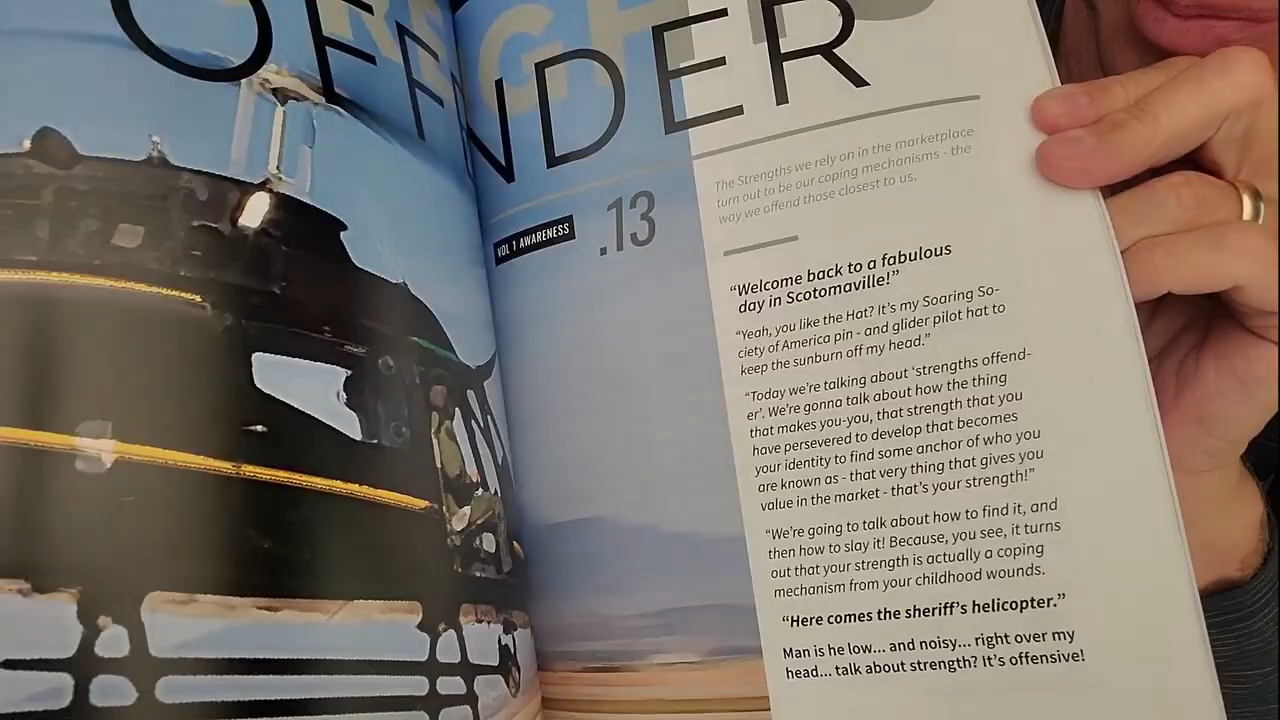 OFFENDER
VOL 1 AWARENESS
.13
The Strengths we rely on in the marketplace
turn out to be our coping mechanisms - the
way we offend those closest to us.
“Welcome back to a fabulous
day in Scotomaville!”
“Yeah, you like the Hat? It’s my Soaring So-
ciety of America pin - and glider pilot hat to
keep the sunburn off my head.”
“Today we’re talking about ‘strengths offend-
er’. We’re gonna talk about how the thing
that makes you-you, that strength that you
have persevered to develop that becomes
your identity to find some anchor of who you
are known as - that very thing that gives you
value in the market - that’s your strength!”
“We’re going to talk about how to find it, and
then how to slay it! Because, you see, it turns
out that your strength is actually a coping
mechanism from your childhood wounds.
“Here comes the sheriff’s helicopter.”
Man is he low... and noisy... right over my
head... talk about strength? It’s offensive!